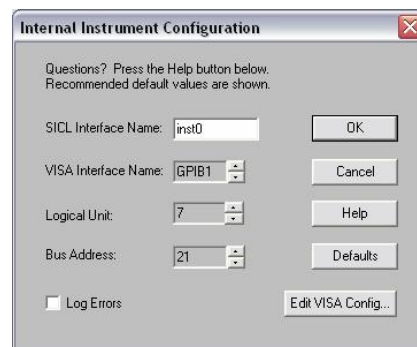 Internal Instrument Configuration
Questions? Press the Help button below.
Recommended default values are shown.
SICL Interface Name: inst0 OK
VISA Interface Name: GPIB1 Cancel
Logical Unit: 7 Help
Bus Address: 21 Defaults
Log Errors Edit VISA Config...